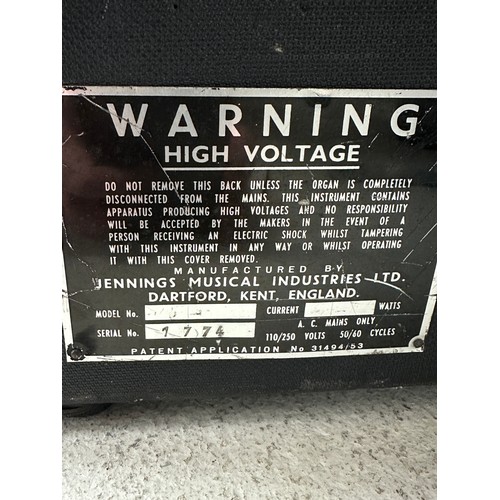 WARNING
HIGH VOLTAGE
DO NOT REMOVE THIS BACK UNLESS THE ORGAN IS COMPLETELY
DISCONNECTED FROM THE MAINS. THIS INSTRUMENT CONTAINS
APPARATUS PRODUCING HIGH VOLTAGES AND NO RESPONSIBILITY
WILL BE ACCEPTED BY THE MAKERS IN THE EVENT OF A
PERSON RECEIVING AN ELECTRIC SHOCK WHILST TAMPERING
WITH THIS INSTRUMENT IN ANY WAY OR WHILST OPERATING
IT WITH THIS COVER REMOVED.
MANUFACTURED BY
JENNINGS MUSICAL INDUSTRIES LTD.
DARTFORD, KENT, ENGLAND.
MODEL No. CURRENT WATTS
SERIAL No. 7774 A. C. MAINS ONLY
110/250 VOLTS 50/60 CYCLES
PATENT APPLICATION No 31494/53